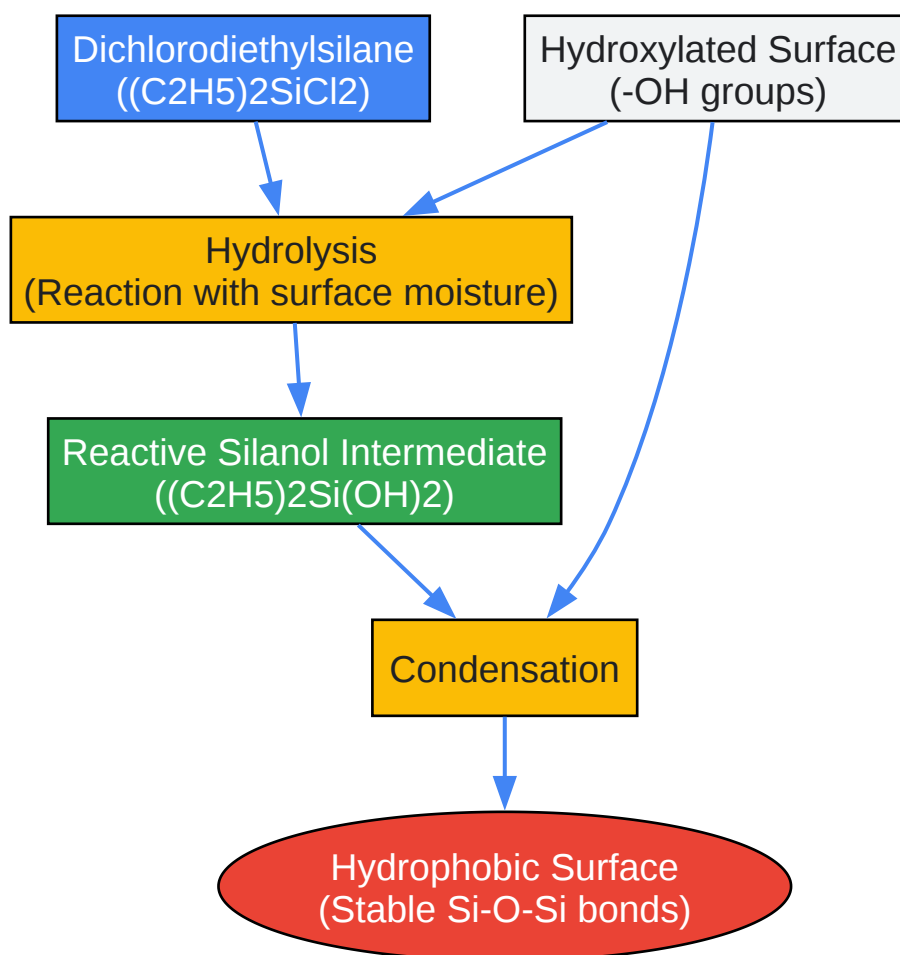 Dichlorodiethylsilane
((C2H5)2SiCl2)
Hydroxylated Surface
(-OH groups)
Hydrolysis
(Reaction with surface moisture)
Reactive Silanol Intermediate
((C2H5)2Si(OH)2)
Condensation
Hydrophobic Surface
(Stable Si-O-Si bonds)